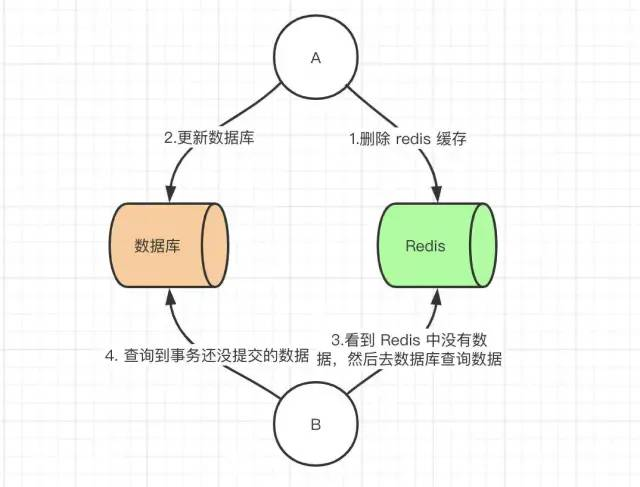 A
2.更新数据库
1.删除 redis 缓存
数据库
Redis
4. 查询到事务还没提交的数据
3.看到 Redis 中没有数
据，然后去数据库查询数据
B